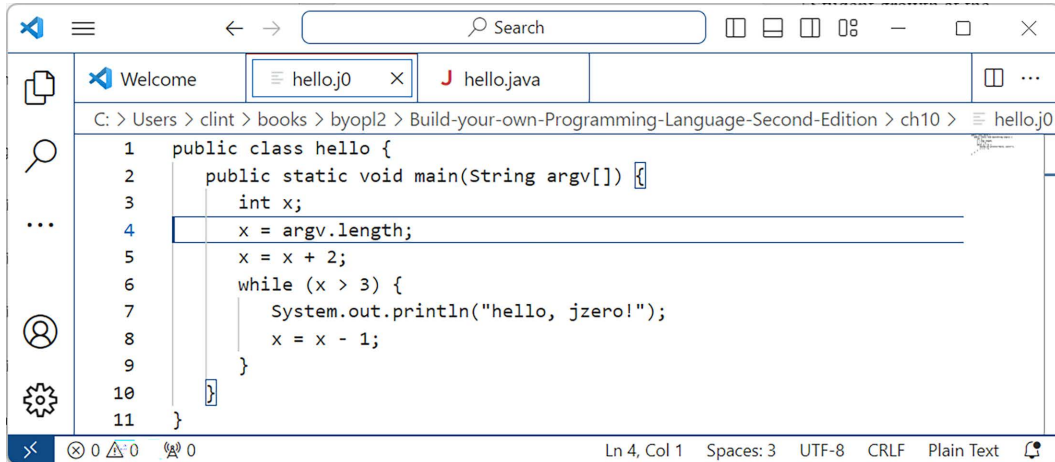 Search
Welcome
hello.j0
J hello.java
C: > Users > clint > books > byopl2 > Build-your-own-Programming-Language-Second-Edition > ch10 > hello.j0
1 public class hello {
2 public static void main(String argv[]) {
3 int x;
4 x = argv.length;
5 x = x + 2;
6 while (x > 3) {
7 System.out.println("hello, jzero!");
8 x = x - 1;
9 }
10 }
11 }
0 0 0 Ln 4, Col 1 Spaces: 3 UTF-8 CRLF Plain Text